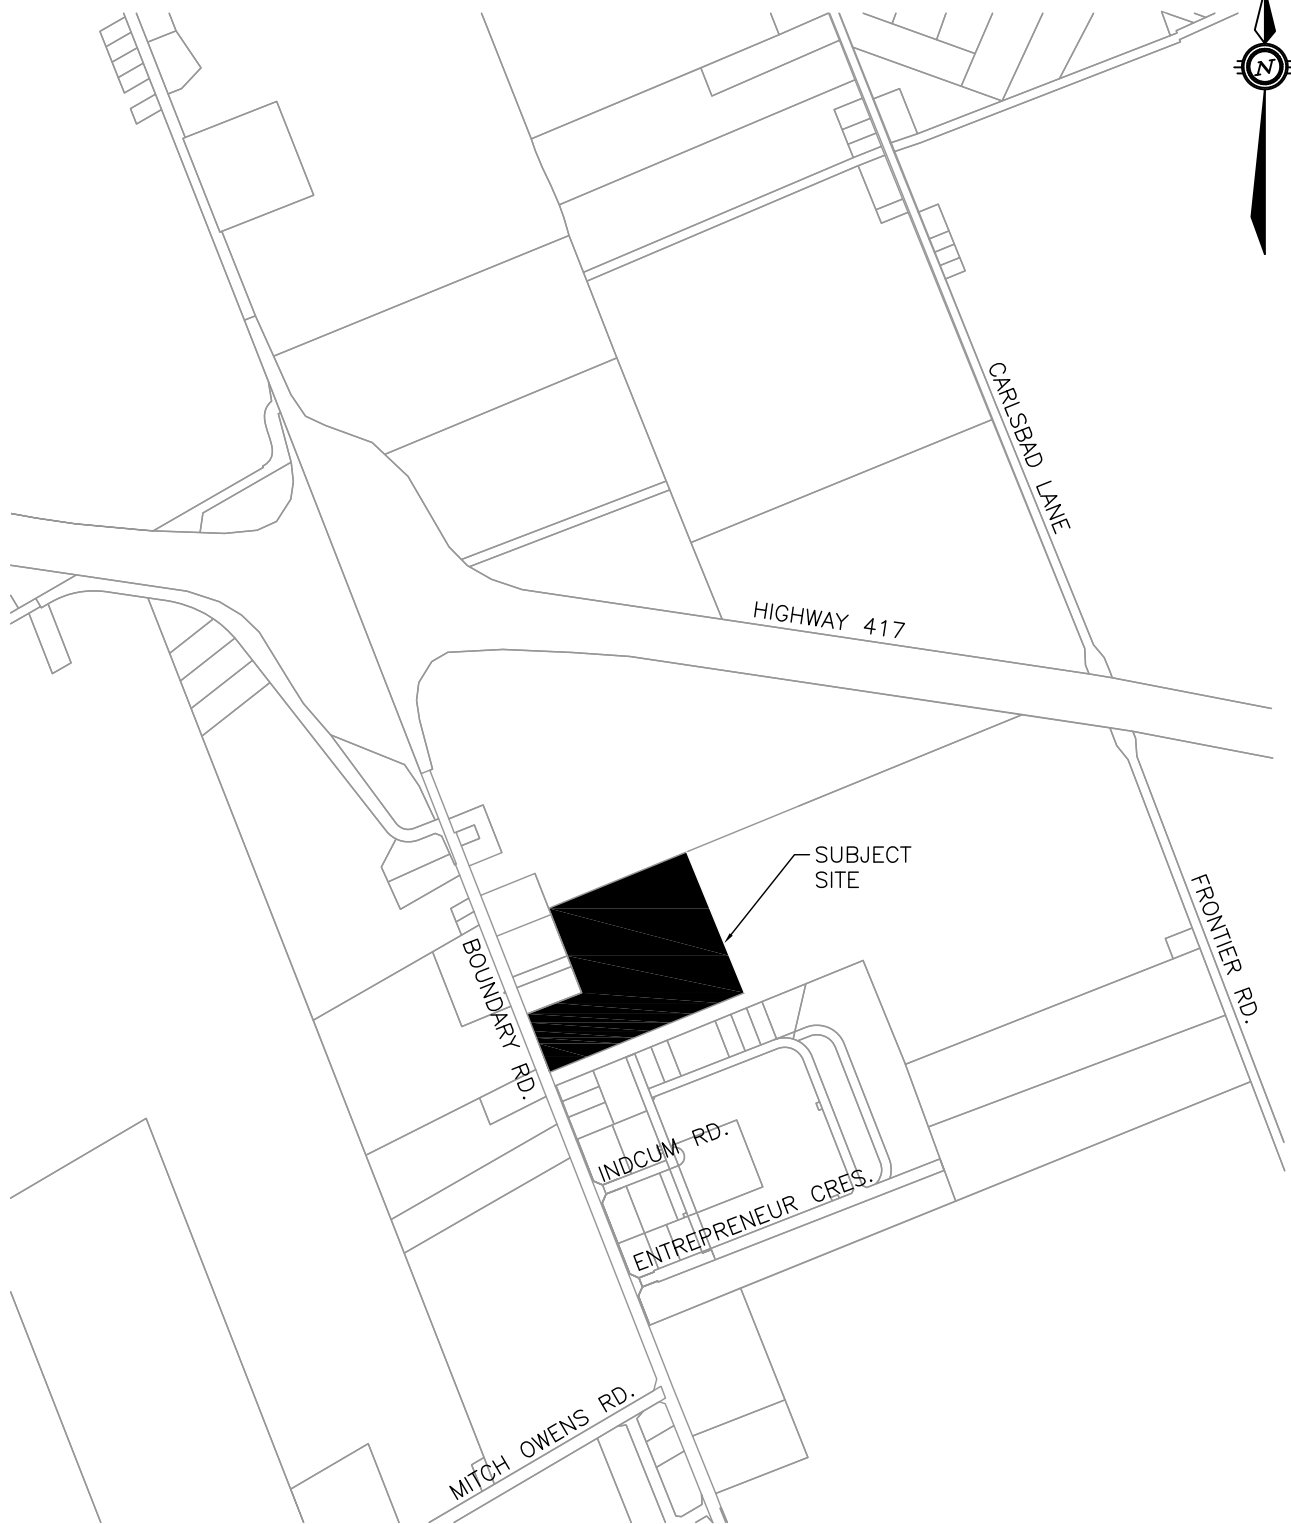 N
CARLSBAD LANE
HIGHWAY 417
SUBJECT
SITE
FRONTIER RD.
BOUNDARY RD.
INDCUM RD.
ENTREPRENEUR CRES.
MITCH OWENS RD.